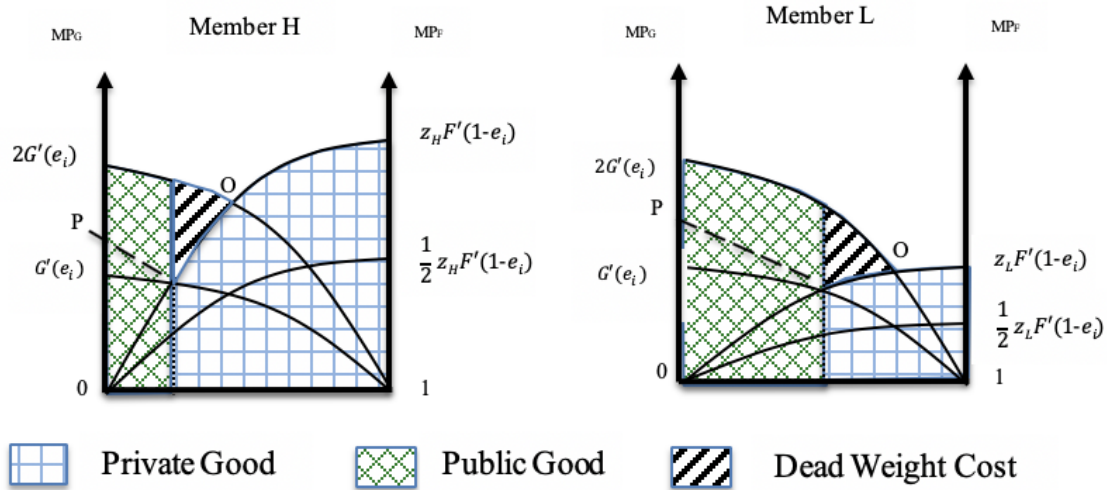 Member H
MPG
MPF
2G′(ei)
P
G′(ei)
0
O
zHF′(1-ei)
1/2 zHF′(1-ei)
1
Member L
MPG
MPF
2G′(ei)
P
G′(ei)
0
O
zLF′(1-ei)
1/2 zLF′(1-ei)
1
Private Good
Public Good
Dead Weight Cost